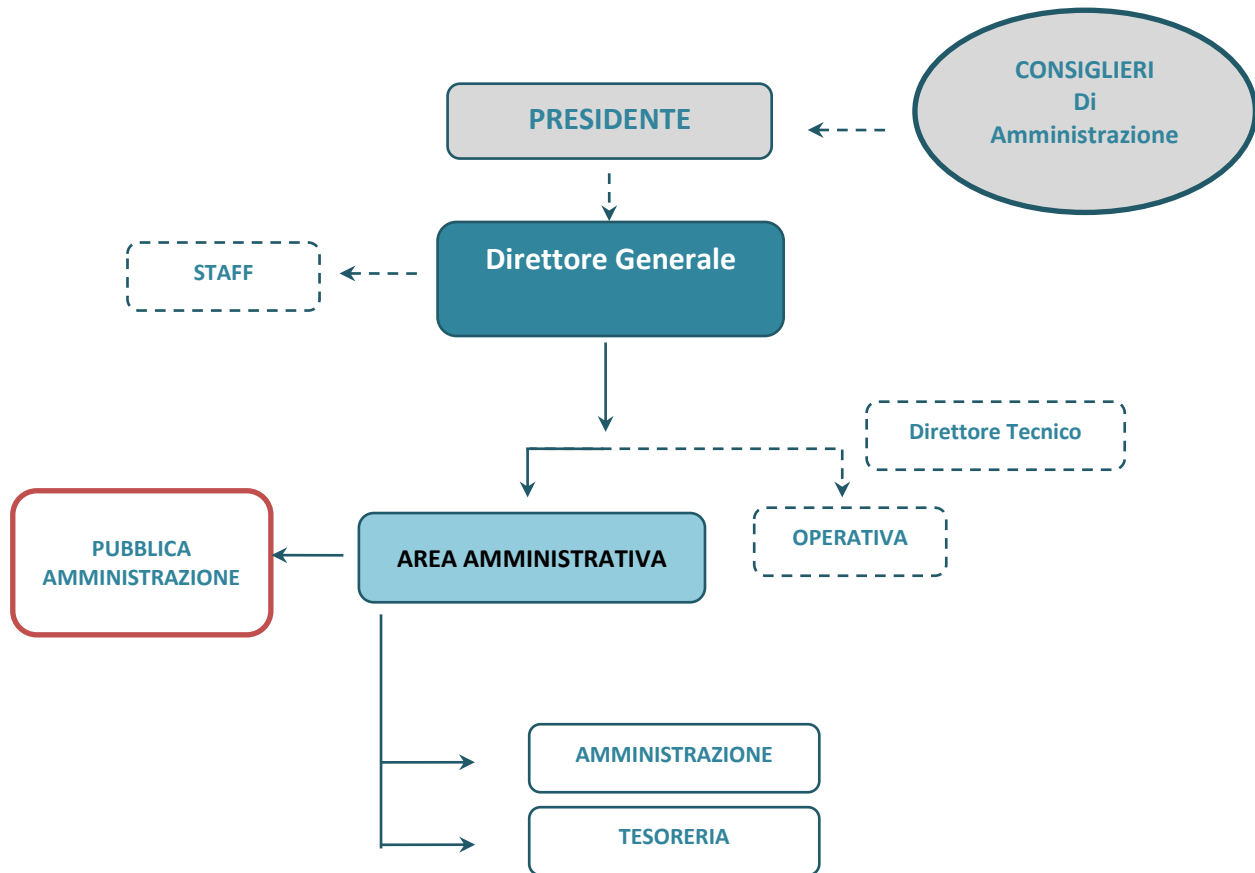 CONSIGLIERI
Di
Amministrazione
PRESIDENTE
Direttore Generale
STAFF
Direttore Tecnico
OPERATIVA
PUBBLICA
AMMINISTRAZIONE
AREA AMMINISTRATIVA
AMMINISTRAZIONE
TESORERIA